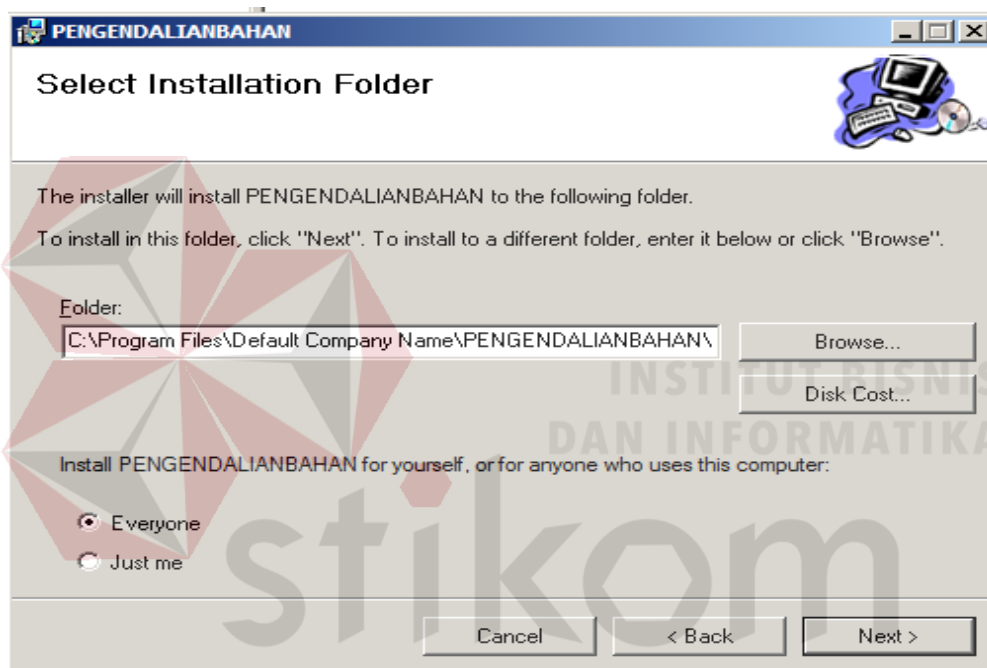 PENGENDALIANBAHAN
Select Installation Folder
The installer will install PENGENDALIANBAHAN to the following folder.
To install in this folder, click "Next". To install to a different folder, enter it below or click "Browse".
Folder:
C:\Program Files\Default Company Name\PENGENDALIANBAHAN\
Browse...
INSTITUT BISNIS
Disk Cost...
DAN INFORMATIKA
Install PENGENDALIANBAHAN for yourself, or for anyone who uses this computer:
Everyone
stikom
Just me
Cancel
< Back
Next >